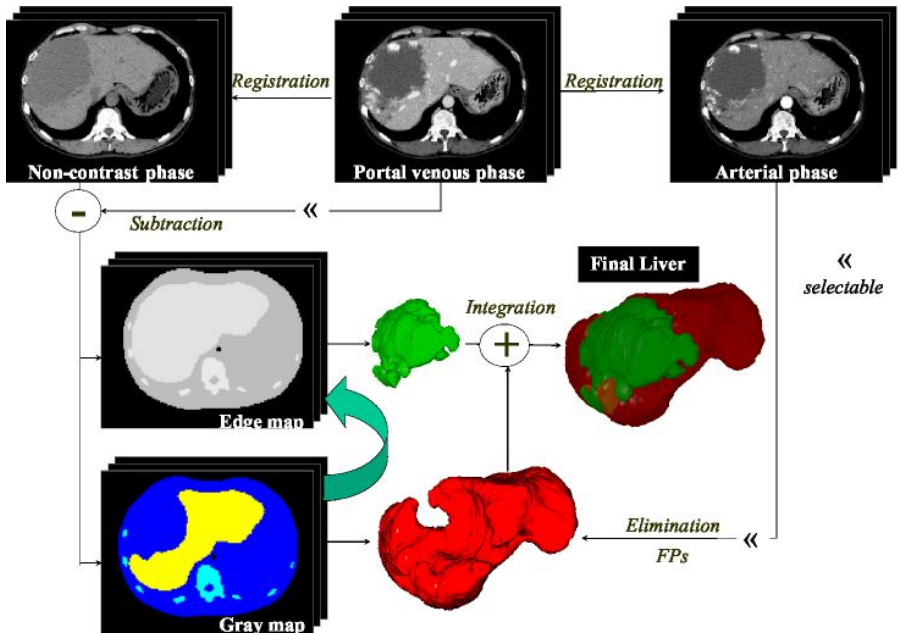 Registration
Registration
Non-contrast phase
Portal venous phase
Arterial phase
-
Subtraction
«
«
selectable
Final Liver
Integration
+
Edge map
Elimination
FPs
«
Gray map